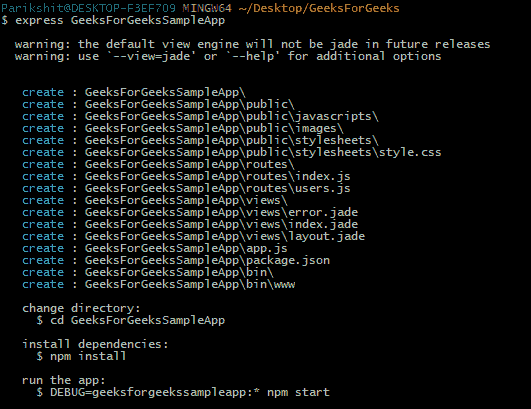 Parikshit@DESKTOP-F3EF709 MINGW64 ~/Desktop/GeeksForGeeks
$ express GeeksForGeeksSampleApp
warning: the default view engine will not be jade in future releases
warning: use `--view=jade' or `--help' for additional options
create : GeeksForGeeksSampleApp\
create : GeeksForGeeksSampleApp\public\
create : GeeksForGeeksSampleApp\public\javascripts\
create : GeeksForGeeksSampleApp\public\images\
create : GeeksForGeeksSampleApp\public\stylesheets\
create : GeeksForGeeksSampleApp\public\stylesheets\style.css
create : GeeksForGeeksSampleApp\routes\
create : GeeksForGeeksSampleApp\routes\index.js
create : GeeksForGeeksSampleApp\routes\users.js
create : GeeksForGeeksSampleApp\views\
create : GeeksForGeeksSampleApp\views\error.jade
create : GeeksForGeeksSampleApp\views\index.jade
create : GeeksForGeeksSampleApp\views\layout.jade
create : GeeksForGeeksSampleApp\app.js
create : GeeksForGeeksSampleApp\package.json
create : GeeksForGeeksSampleApp\bin\
create : GeeksForGeeksSampleApp\bin\www
change directory:
$ cd GeeksForGeeksSampleApp
install dependencies:
$ npm install
run the app:
$ DEBUG=geeksforgeekssampleapp:* npm start